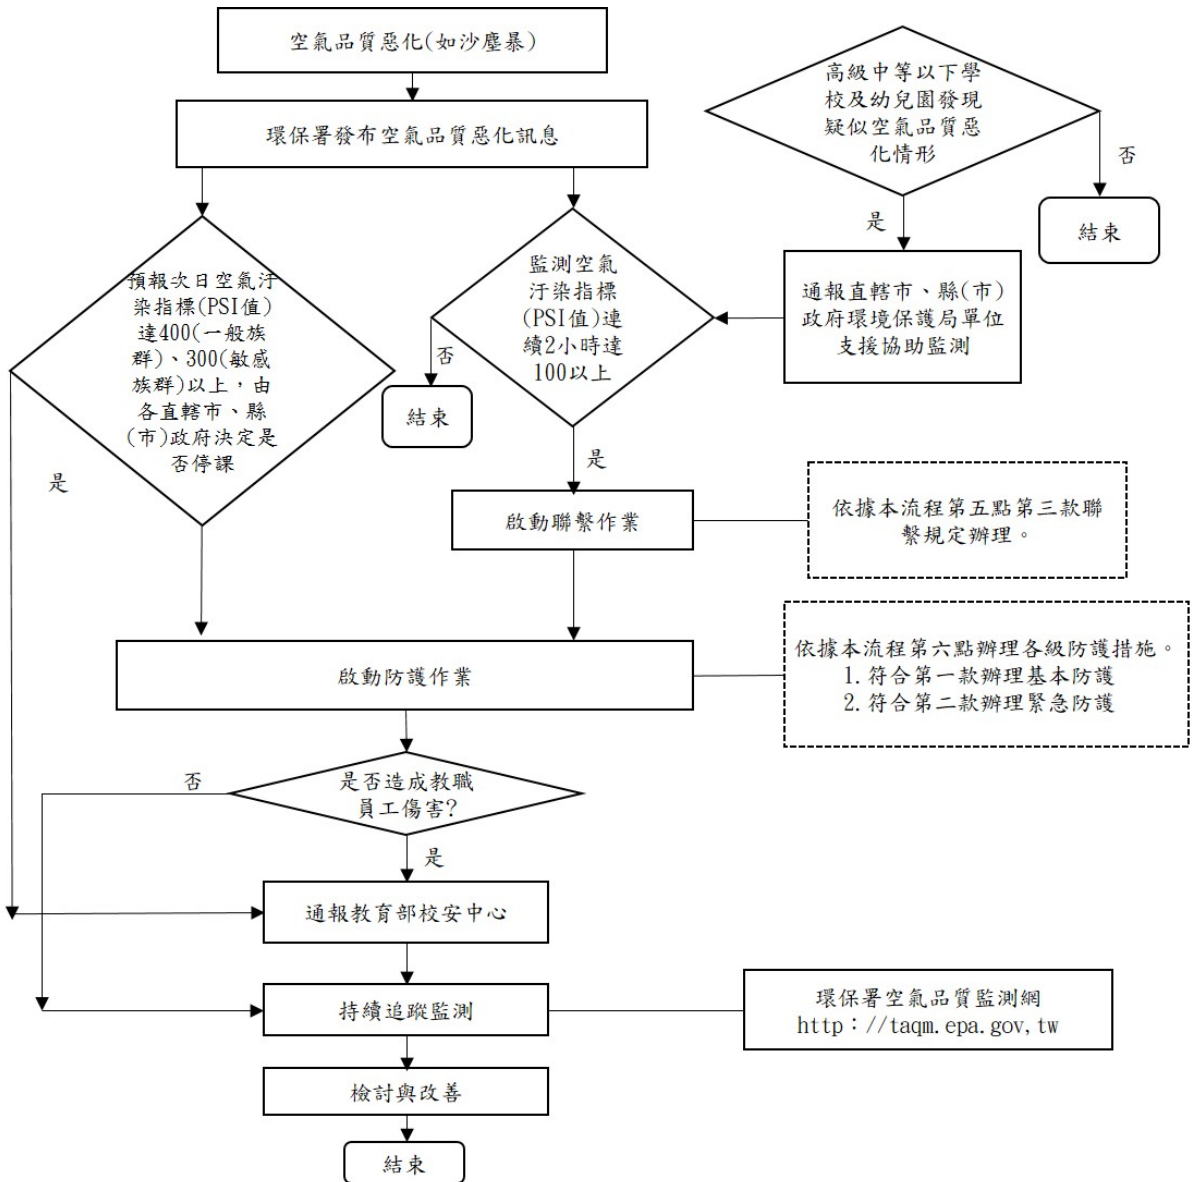 空氣品質惡化(如沙塵暴)
環保署發布空氣品質惡化訊息
高級中等以下學
校及幼兒園發現
疑似空氣品質惡
化情形
否
結束
是
通報直轄市、縣(市)
政府環境保護局單位
支援協助監測
監測空氣
汙染指標
(PSI值)連
續2小時達
100以上
否
結束
是
預報次日空氣汙
染指標(PSI值)
達400(一般族
群)、300(敏感
族群)以上，由
各直轄市、縣
(市)政府決定是
否停課
是
啟動聯繫作業
依據本流程第五點第三款聯
繫規定辦理。
啟動防護作業
依據本流程第六點辦理各級防護措施。
1.符合第一款辦理基本防護
2.符合第二款辦理緊急防護
是否造成教職
員工傷害?
否
是
通報教育部校安中心
持續追蹤監測
環保署空氣品質監測網
http：//taqm.epa.gov,tw
檢討與改善
結束